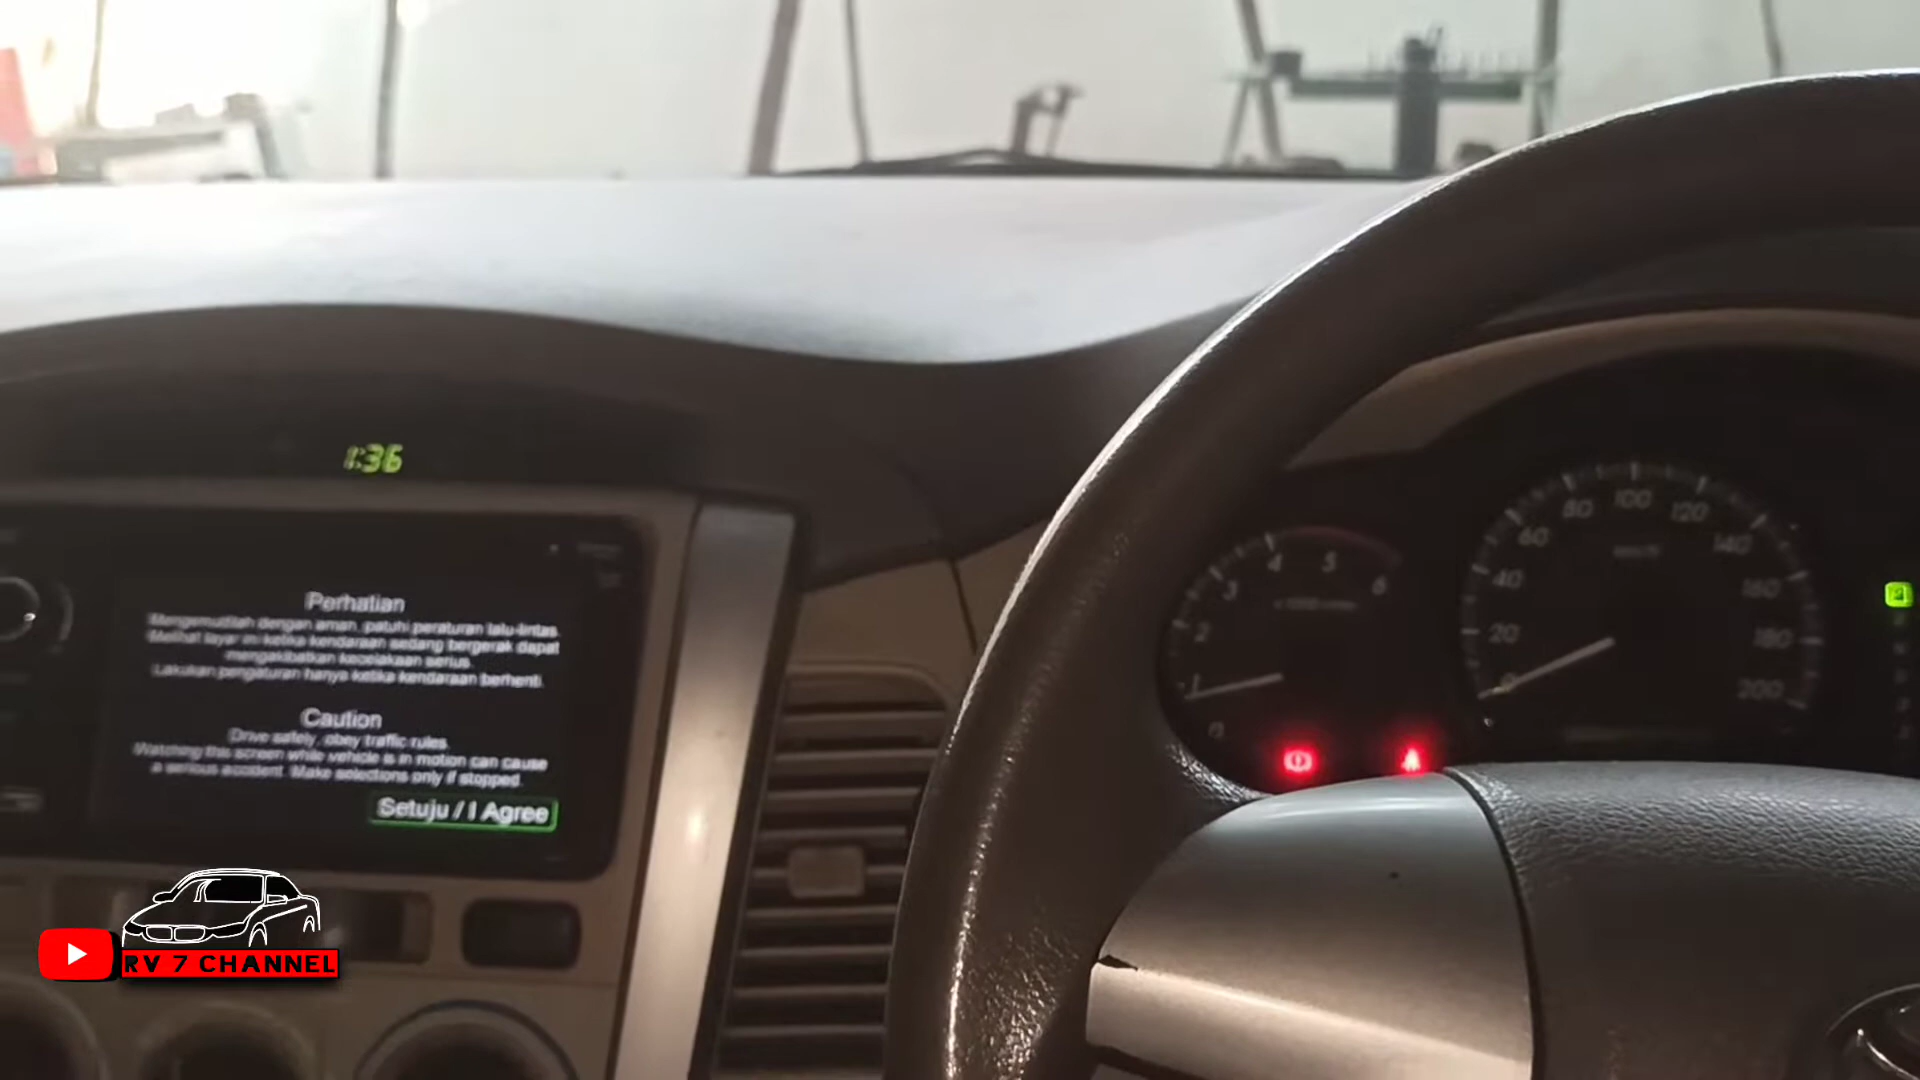 1:36
Perhatian
Mengemudilah dengan aman, patuhi peraturan lalu-lintas.
Melihat layar ini ketika kendaraan sedang bergerak dapat
mengakibatkan kecelakaan serius.
Lakukan pengaturan hanya ketika kendaraan berhenti.
Caution
Drive safely, obey traffic rules.
Watching this screen while vehicle is in motion can cause
a serious accident. Make selections only if stopped.
Setuju / I Agree
0 1 2 3 4 5 6
0 20 40 60 80 100 120 140 160 180 200
P
RV 7 CHANNEL